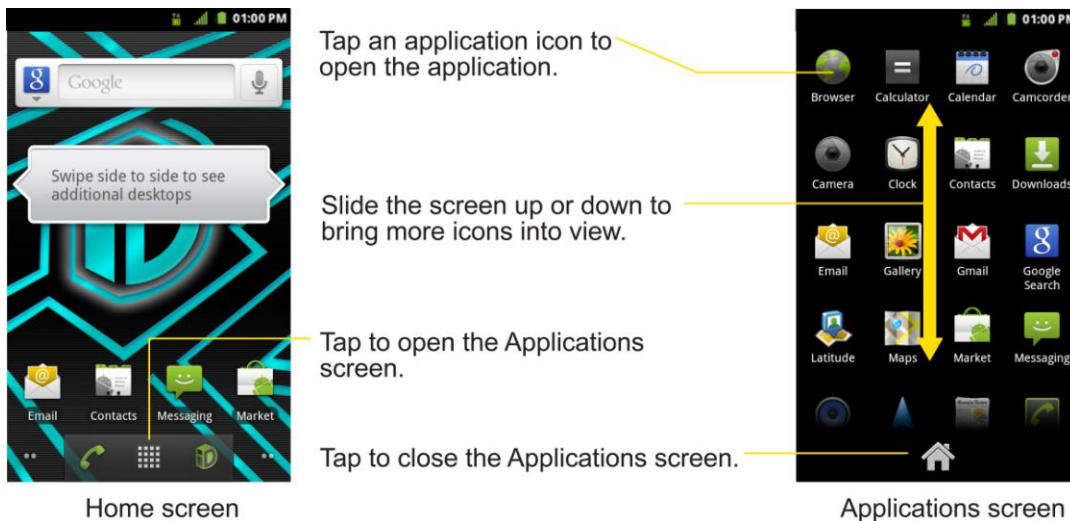 01:00 PM
Google
Swipe side to side to see
additional desktops
Email Contacts Messaging Market
Home screen
Tap an application icon to
open the application.
Slide the screen up or down to
bring more icons into view.
Tap to open the Applications
screen.
Tap to close the Applications screen.
01:00 PM
Browser Calculator Calendar Camcorder
Camera Clock Contacts Downloads
Email Gallery Gmail Google
Search
Latitude Maps Market Messaging
Applications screen